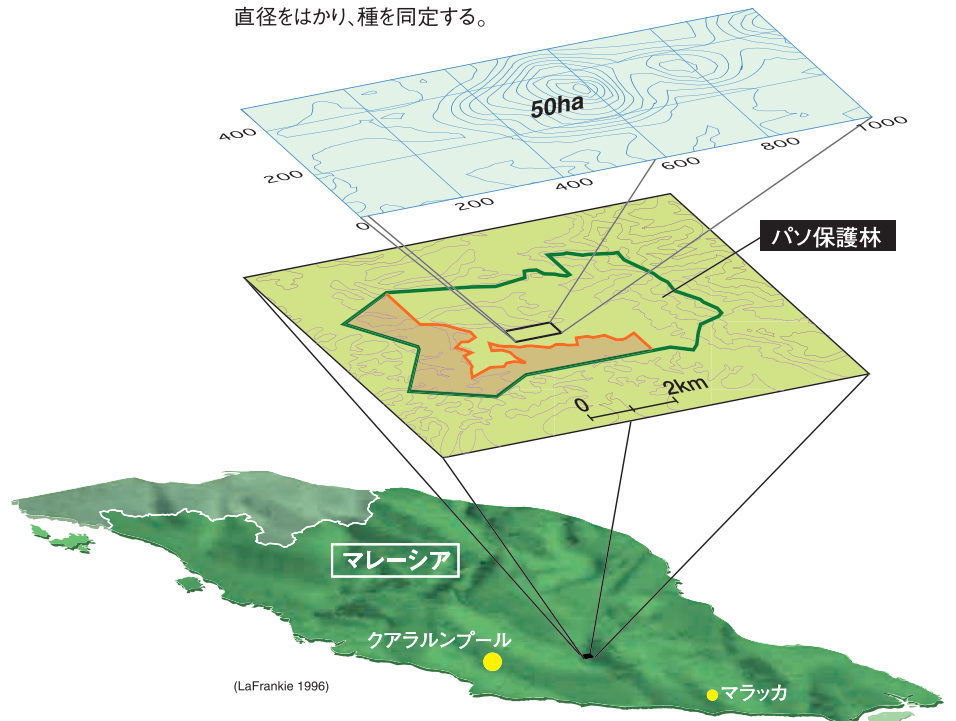 直径をはかり、種を同定する。
50ha
400
200
0
200
400
600
800
1000
パソ保護林
0
2km
マレーシア
クアラルンプール
(LaFrankie 1996)
マラッカ